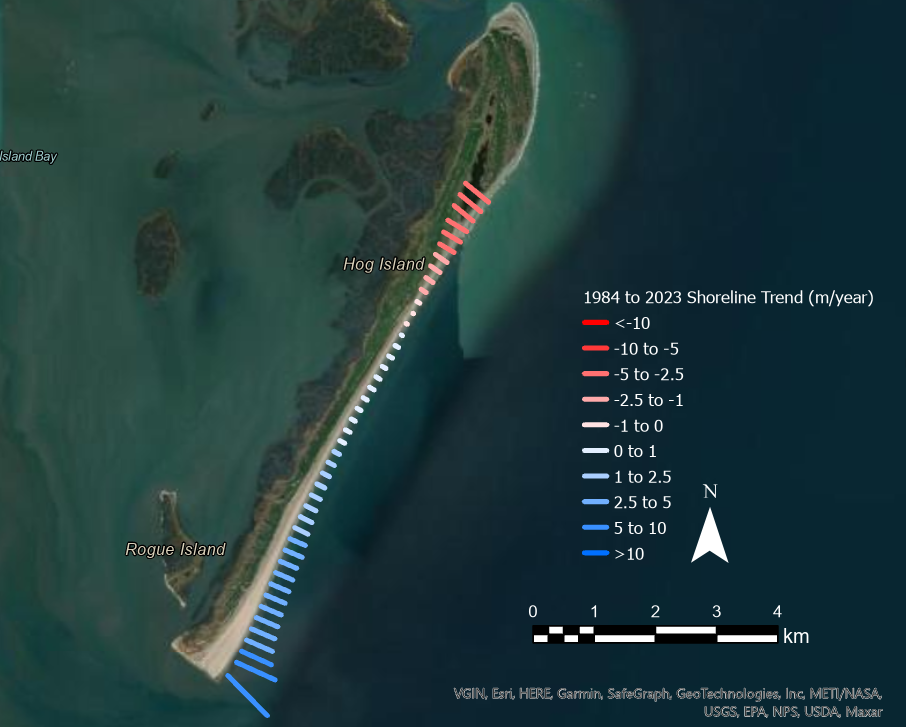 Island Bay
Hog Island
1984 to 2023 Shoreline Trend (m/year)
<-10
-10 to -5
-5 to -2.5
-2.5 to -1
-1 to 0
0 to 1
1 to 2.5
2.5 to 5
5 to 10
>10
N
Rogue Island
0 1 2 3 4
km
VGIN, Esri, HERE, Garmin, SafeGraph, GeoTechnologies, Inc, METI/NASA,
USGS, EPA, NPS, USDA, Maxar